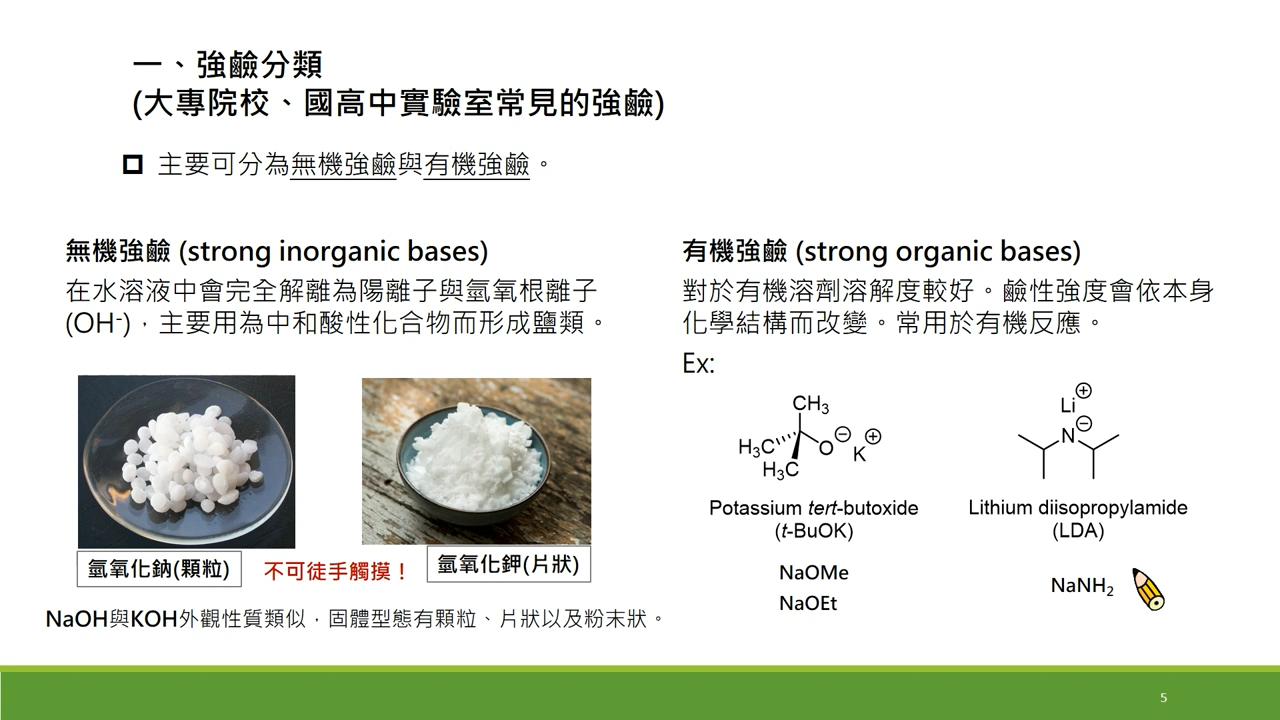 一、強鹼分類
(大專院校、國高中實驗室常見的強鹼)
主要可分為無機強鹼與有機強鹼。
無機強鹼 (strong inorganic bases)
在水溶液中會完全解離為陽離子與氫氧根離子
(OH-)，主要用為中和酸性化合物而形成鹽類。
氫氧化鈉(顆粒)
不可徒手觸摸！
氫氧化鉀(片狀)
NaOH與KOH外觀性質類似，固體型態有顆粒、片狀以及粉末狀。
有機強鹼 (strong organic bases)
對於有機溶劑溶解度較好。鹼性強度會依本身
化學結構而改變。常用於有機反應。
Ex:
CH3
H3C
H3C
O⊖ K⊕
Potassium tert-butoxide
(t-BuOK)
Li⊕
N⊖
Lithium diisopropylamide
(LDA)
NaOMe
NaOEt
NaNH2
5